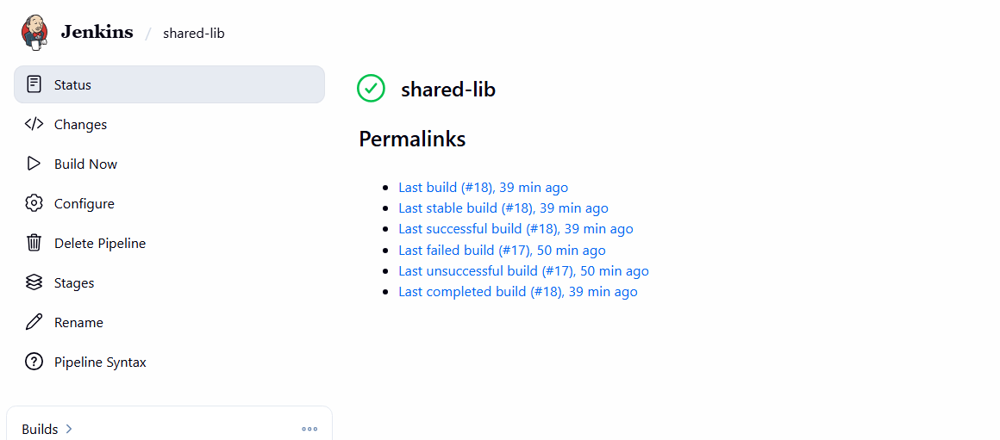 Jenkins / shared-lib
Status
Changes
Build Now
Configure
Delete Pipeline
Stages
Rename
Pipeline Syntax
Builds
shared-lib
Permalinks
Last build (#18), 39 min ago
Last stable build (#18), 39 min ago
Last successful build (#18), 39 min ago
Last failed build (#17), 50 min ago
Last unsuccessful build (#17), 50 min ago
Last completed build (#18), 39 min ago